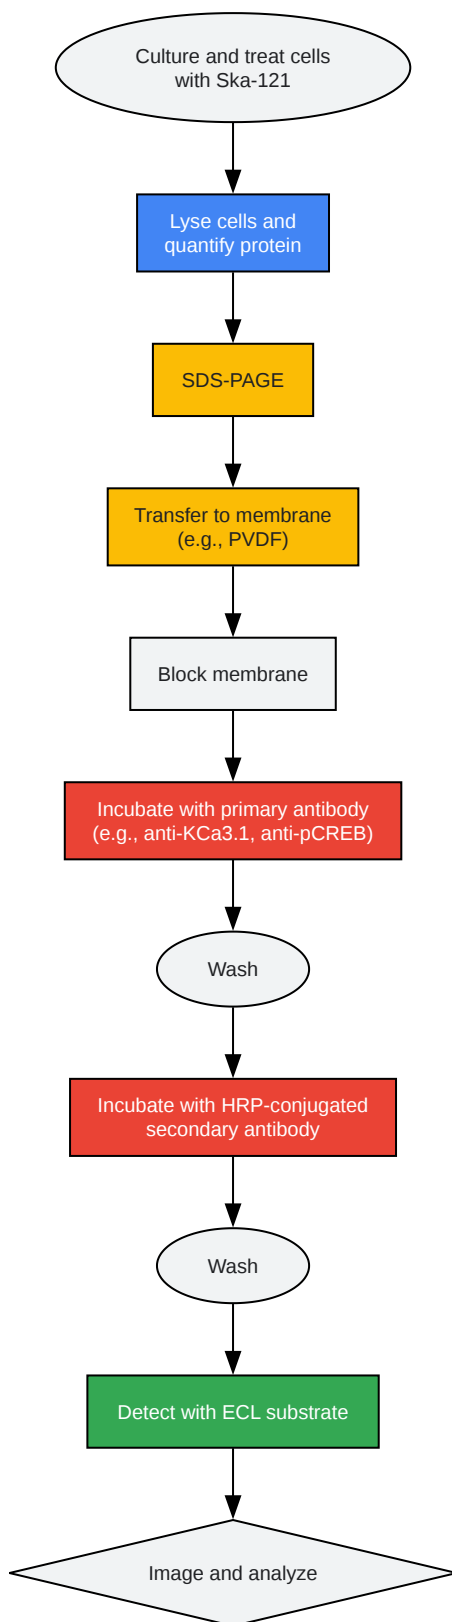 Culture and treat cells
with Ska-121
Lyse cells and
quantify protein
SDS-PAGE
Transfer to membrane
(e.g., PVDF)
Block membrane
Incubate with primary antibody
(e.g., anti-KCa3.1, anti-pCREB)
Wash
Incubate with HRP-conjugated
secondary antibody
Wash
Detect with ECL substrate
Image and analyze